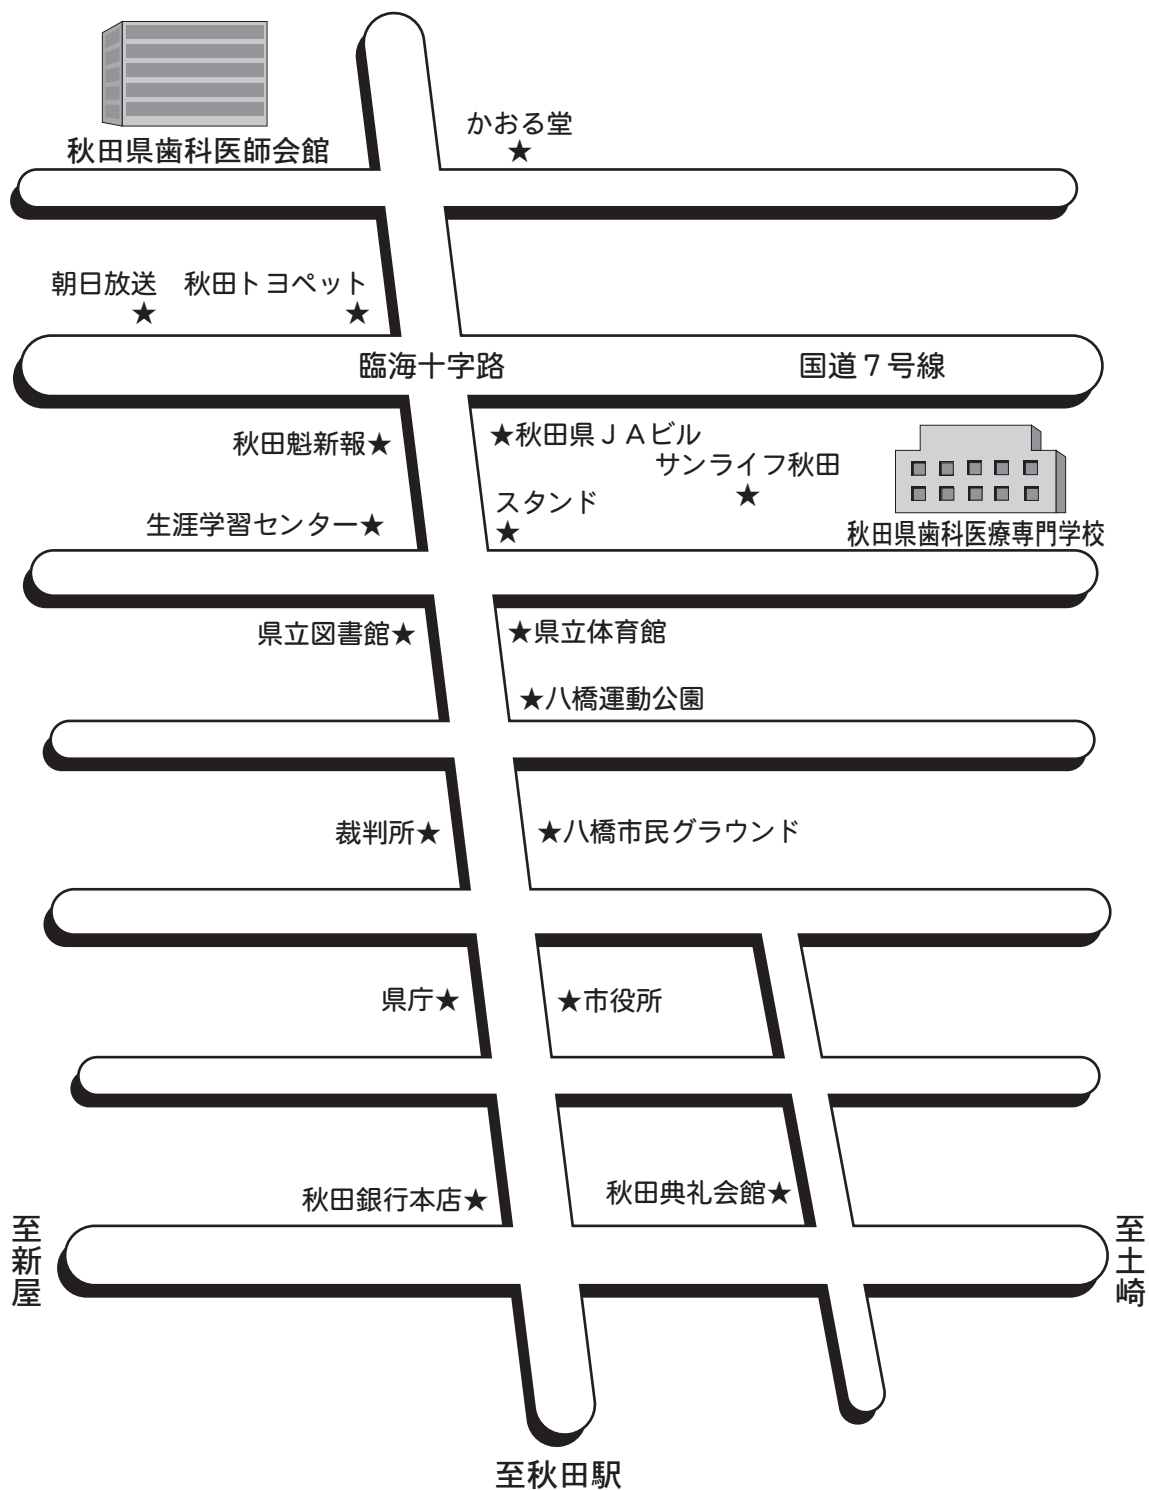 秋田県歯科医師会館
かおる堂
★
朝日放送
秋田トヨペット
★
★
臨海十字路
国道７号線
秋田魁新報★
★秋田県ＪＡビル
サンライフ秋田
★
スタンド
★
生涯学習センター★
秋田県歯科医療専門学校
県立図書館★
★県立体育館
★八橋運動公園
裁判所★
★八橋市民グラウンド
県庁★
★市役所
秋田銀行本店★
秋田典礼会館★
至新屋
至土崎
至秋田駅